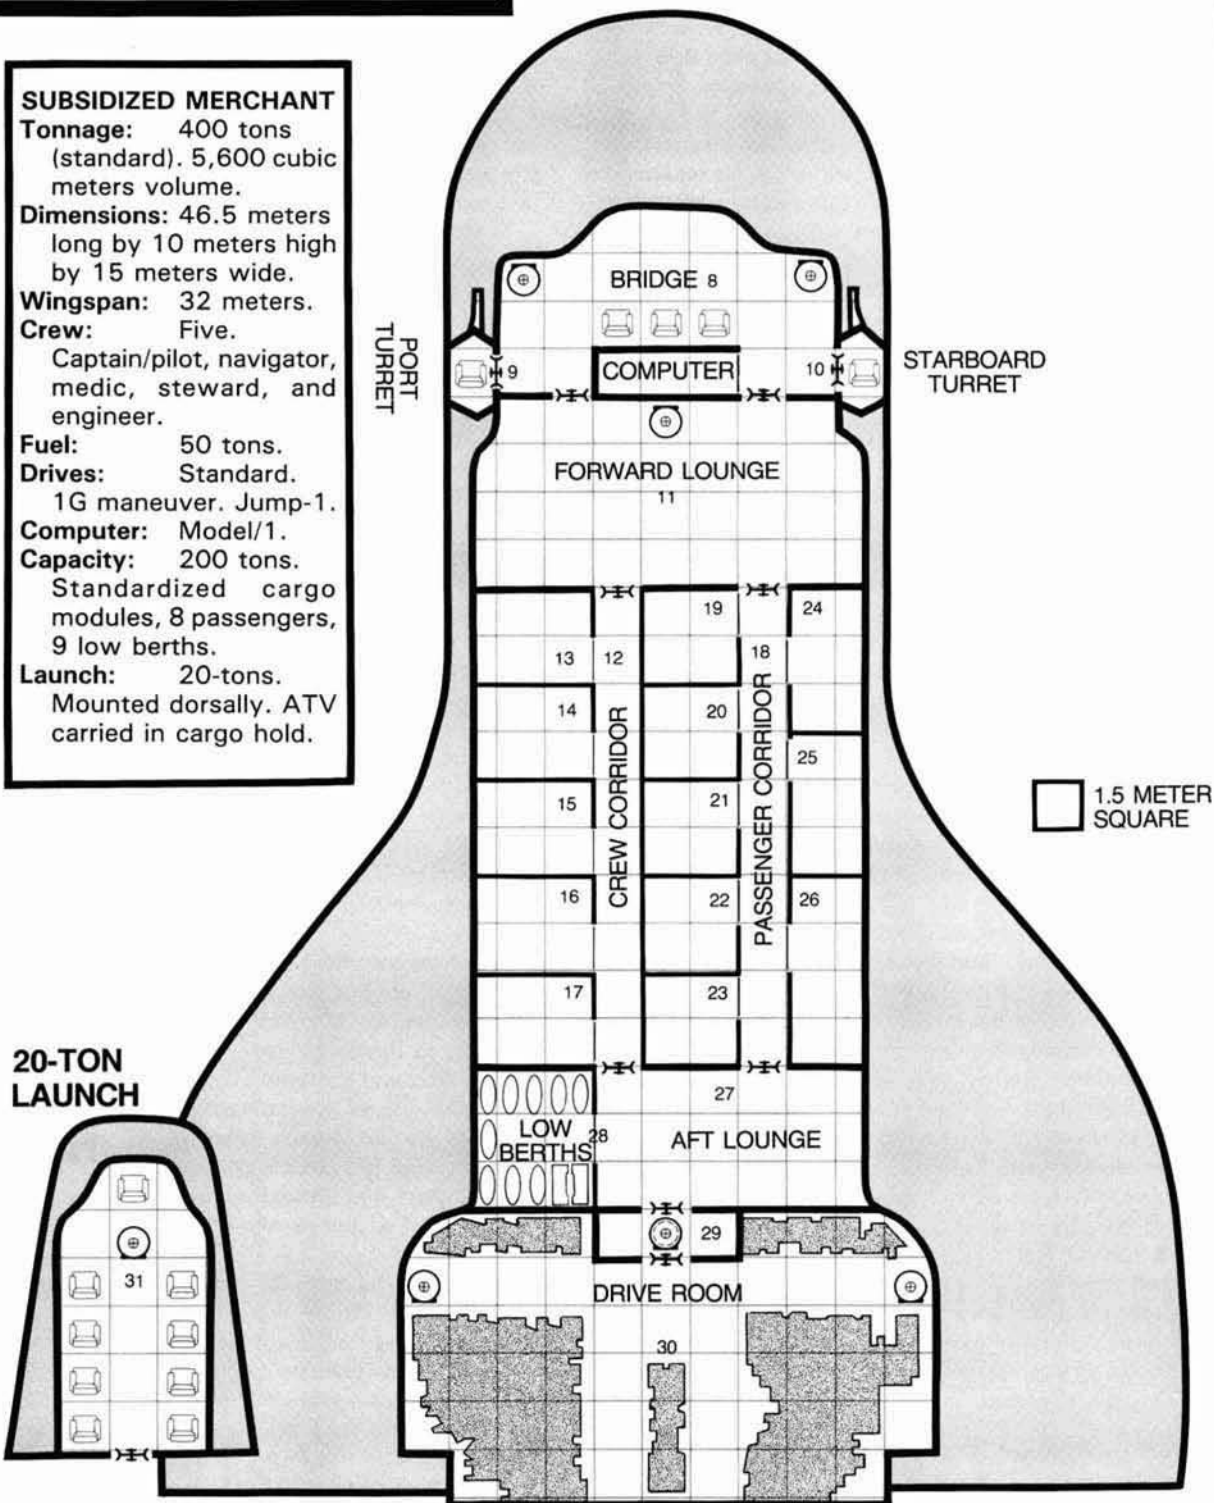 SUBSIDIZED MERCHANT
Tonnage: 400 tons
(standard). 5,600 cubic
meters volume.
Dimensions: 46.5 meters
long by 10 meters high
by 15 meters wide.
Wingspan: 32 meters.
Crew: Five.
Captain/pilot, navigator,
medic, steward, and
engineer.
Fuel: 50 tons.
Drives: Standard.
1G maneuver. Jump-1.
Computer: Model/1.
Capacity: 200 tons.
Standardized cargo
modules, 8 passengers,
9 low berths.
Launch: 20-tons.
Mounted dorsally. ATV
carried in cargo hold.
BRIDGE 8
PORT
TURRET
9
COMPUTER
10
STARBOARD
TURRET
FORWARD LOUNGE
11
19
24
13
12
18
14
20
CREW CORRIDOR
PASSENGER CORRIDOR
25
15
21
1.5 METER
SQUARE
16
22
26
17
23
27
LOW
BERTHS
28
AFT LOUNGE
29
DRIVE ROOM
30
20-TON
LAUNCH
31